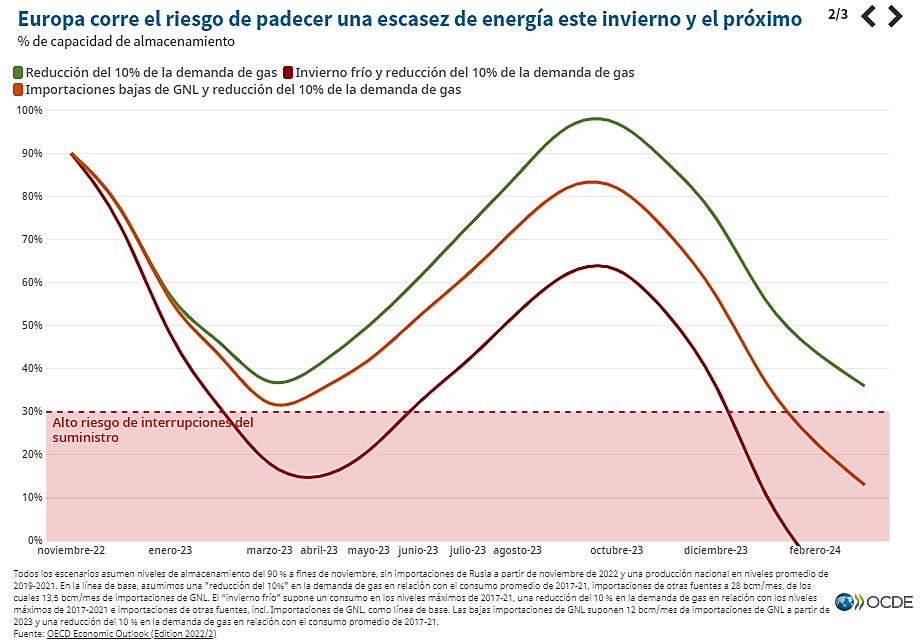 Europa corre el riesgo de padecer una escasez de energía este invierno y el próximo
2/3
% de capacidad de almacenamiento
Reducción del 10% de la demanda de gas
Invierno frío y reducción del 10% de la demanda de gas
Importaciones bajas de GNL y reducción del 10% de la demanda de gas
100%
90%
80%
70%
60%
50%
40%
30%
Alto riesgo de interrupciones del
suministro
20%
10%
0%
noviembre-22 enero-23 marzo-23 abril-23 mayo-23 junio-23 julio-23 agosto-23 octubre-23 diciembre-23 febrero-24
Todos los escenarios asumen niveles de almacenamiento del 90 % a fines de noviembre, sin importaciones de Rusia a partir de noviembre de 2022 y una producción nacional en niveles promedio de
2019-2021. En la línea de base, asumimos una "reducción del 10%" en la demanda de gas en relación con el consumo promedio de 2017-21, importaciones de otras fuentes a 28 bcm/mes, de los
cuales 13,5 bcm/mes de importaciones de GNL. El "invierno frío" supone un consumo en los niveles máximos de 2017-21, una reducción del 10 % en la demanda de gas en relación con los niveles
máximos de 2017-2021 e importaciones de otras fuentes, incl. Importaciones de GNL, como línea de base. Las bajas importaciones de GNL suponen 12 bcm/mes de importaciones de GNL a partir de
2023 y una reducción del 10 % en la demanda de gas en relación con el consumo promedio de 2017-21.
Fuente: OECD Economic Outlook (Edition 2022/2)
OCDE